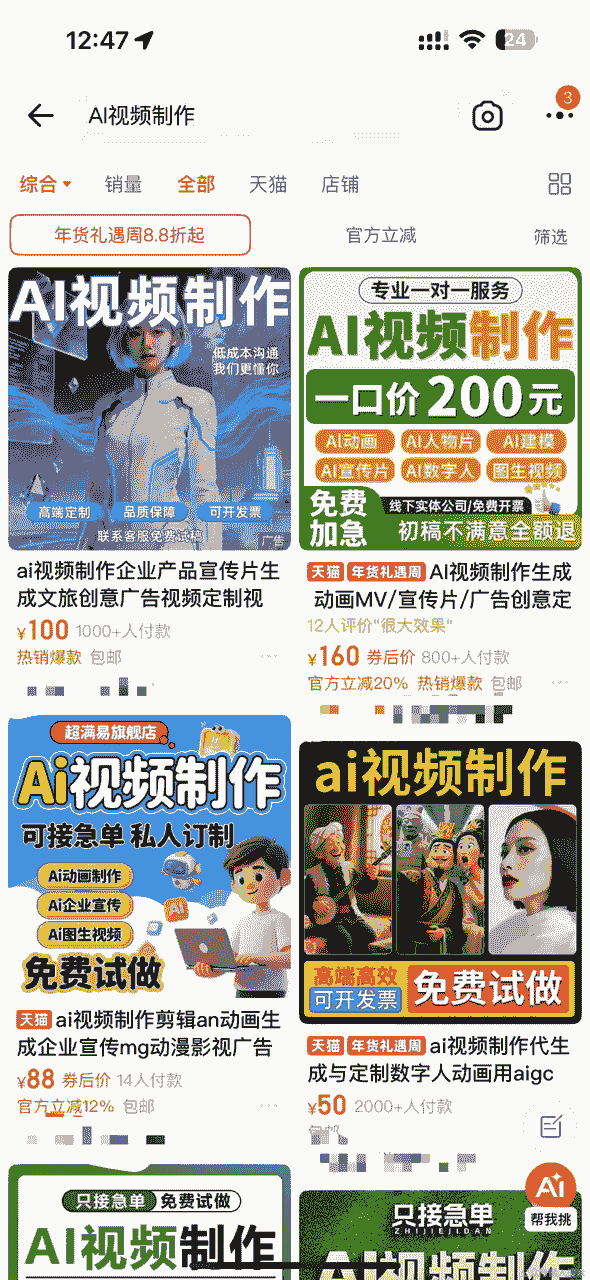 12:47
24
AI视频制作
3
综合
销量
全部
天猫
店铺
年货礼遇周8.8折起
官方立减
筛选
AI视频制作
低成本沟通
我们更懂你
高端定制
品质保障
可开发票
联系客服免费试稿
广告
ai视频制作企业产品宣传片生
成文旅创意广告视频定制视
¥100 1000+人付款
热销爆款 包邮
专业一对一服务
AI视频制作
一口价200元
AI动画
AI人物片
AI建模
AI宣传片
AI数字人
图生视频
免费
加急
线下实体公司/免费开票
初稿不满意全额退
天猫 年货礼遇周 AI视频制作生成
动画MV/宣传片/广告创意定
12人评价"很大效果"
¥160 券后价 800+人付款
官方立减20% 热销爆款 包邮
超满易旗舰店
Ai视频制作
可接急单 私人订制
Ai动画制作
Ai企业宣传
Ai图生视频
免费试做
天猫 ai视频制作剪辑an动画生
成企业宣传mg动漫影视广告
¥88 券后价 14人付款
官方立减12% 包邮
ai视频制作
高端高效
可开发票
免费试做
天猫 年货礼遇周 ai视频制作代生
成与定制数字人动画用aigc
¥50 2000+人付款
包邮
只接急单 免费试做
AI视频制作
只接急单
ZHIJIEJIDAN
AI视频制作
Ai
帮我挑